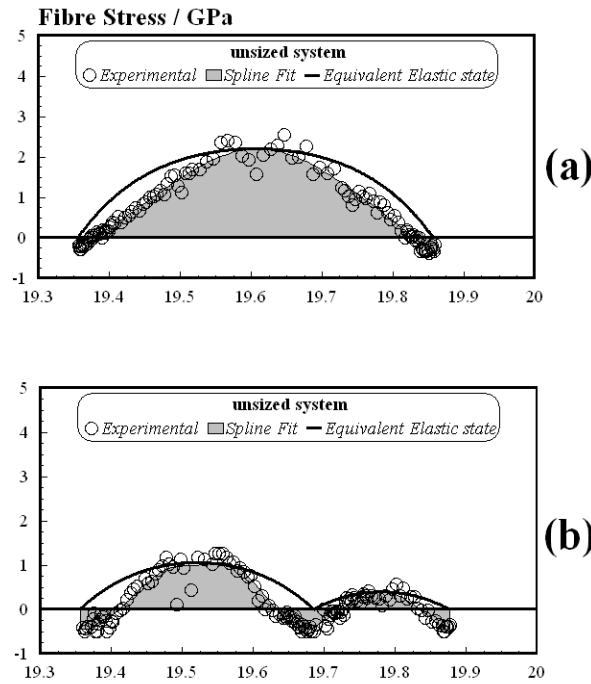 Fibre Stress / GPa
5
unsized system
Experimental Spline Fit Equivalent Elastic state
4
3
2
(a)
1
0
-1
19.3 19.4 19.5 19.6 19.7 19.8 19.9 20
5
unsized system
Experimental Spline Fit Equivalent Elastic state
4
3
2
(b)
1
0
-1
19.3 19.4 19.5 19.6 19.7 19.8 19.9 20